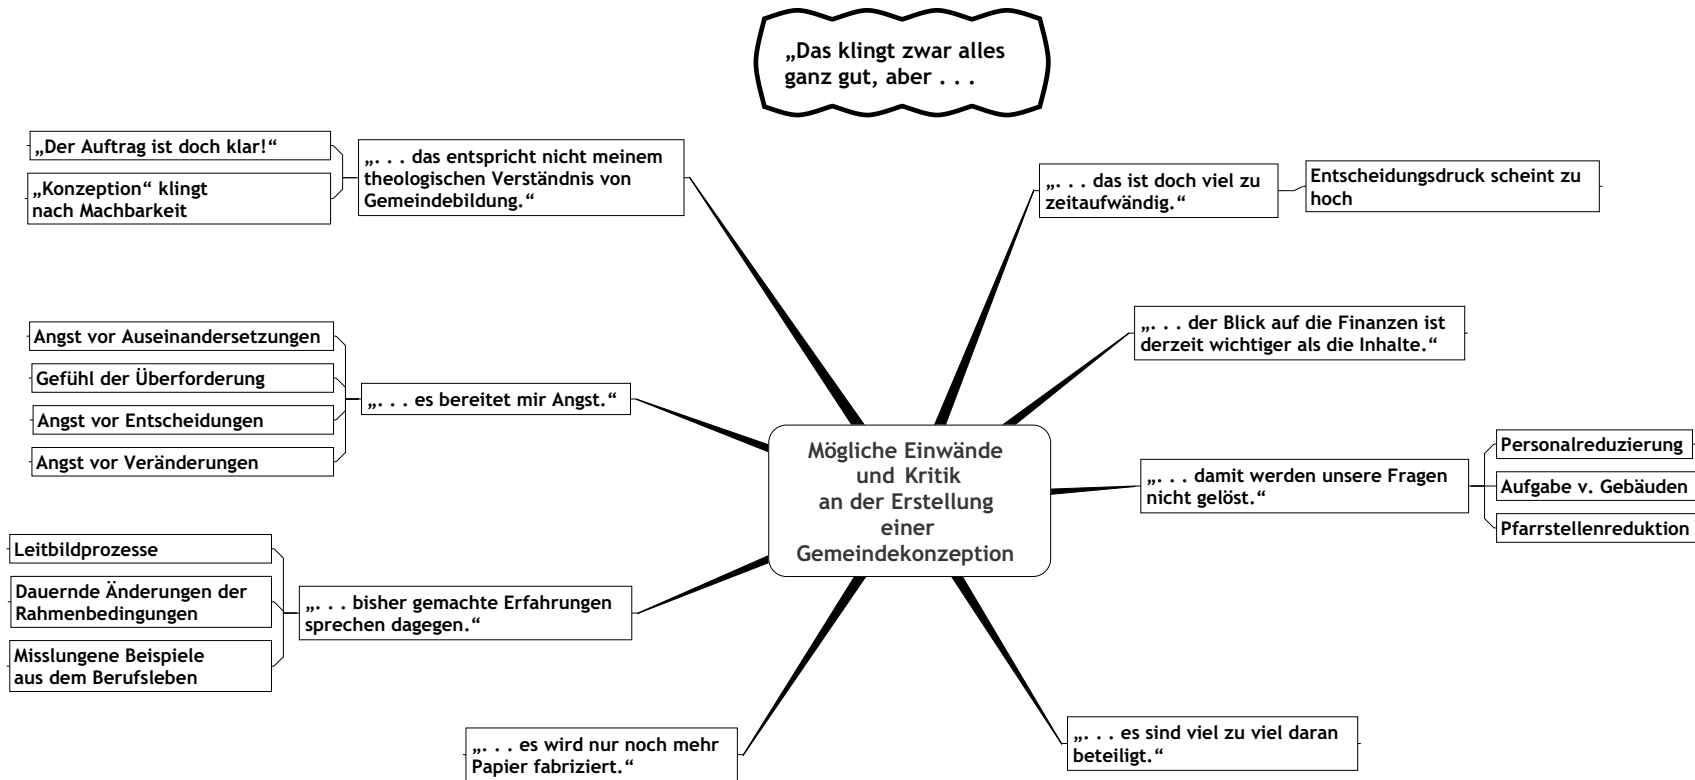 „Das klingt zwar alles
ganz gut, aber . . .
„Der Auftrag ist doch klar!“
„Konzeption“ klingt
nach Machbarkeit
„. . . das entspricht nicht meinem
theologischen Verständnis von
Gemeindebildung.“
„. . . das ist doch viel zu
zeitaufwändig.“
Entscheidungsdruck scheint zu
hoch
„. . . der Blick auf die Finanzen ist
derzeit wichtiger als die Inhalte.“
Angst vor Auseinandersetzungen
Gefühl der Überforderung
Angst vor Entscheidungen
Angst vor Veränderungen
„. . . es bereitet mir Angst.“
Mögliche Einwände
und Kritik
an der Erstellung
einer
Gemeindekonzeption
„. . . damit werden unsere Fragen
nicht gelöst.“
Personalreduzierung
Aufgabe v. Gebäuden
Pfarrstellenreduktion
Leitbildprozesse
Dauernde Änderungen der
Rahmenbedingungen
Misslungene Beispiele
aus dem Berufsleben
„. . . bisher gemachte Erfahrungen
sprechen dagegen.“
„. . . es wird nur noch mehr
Papier fabriziert.“
„. . . es sind viel zu viel daran
beteiligt.“